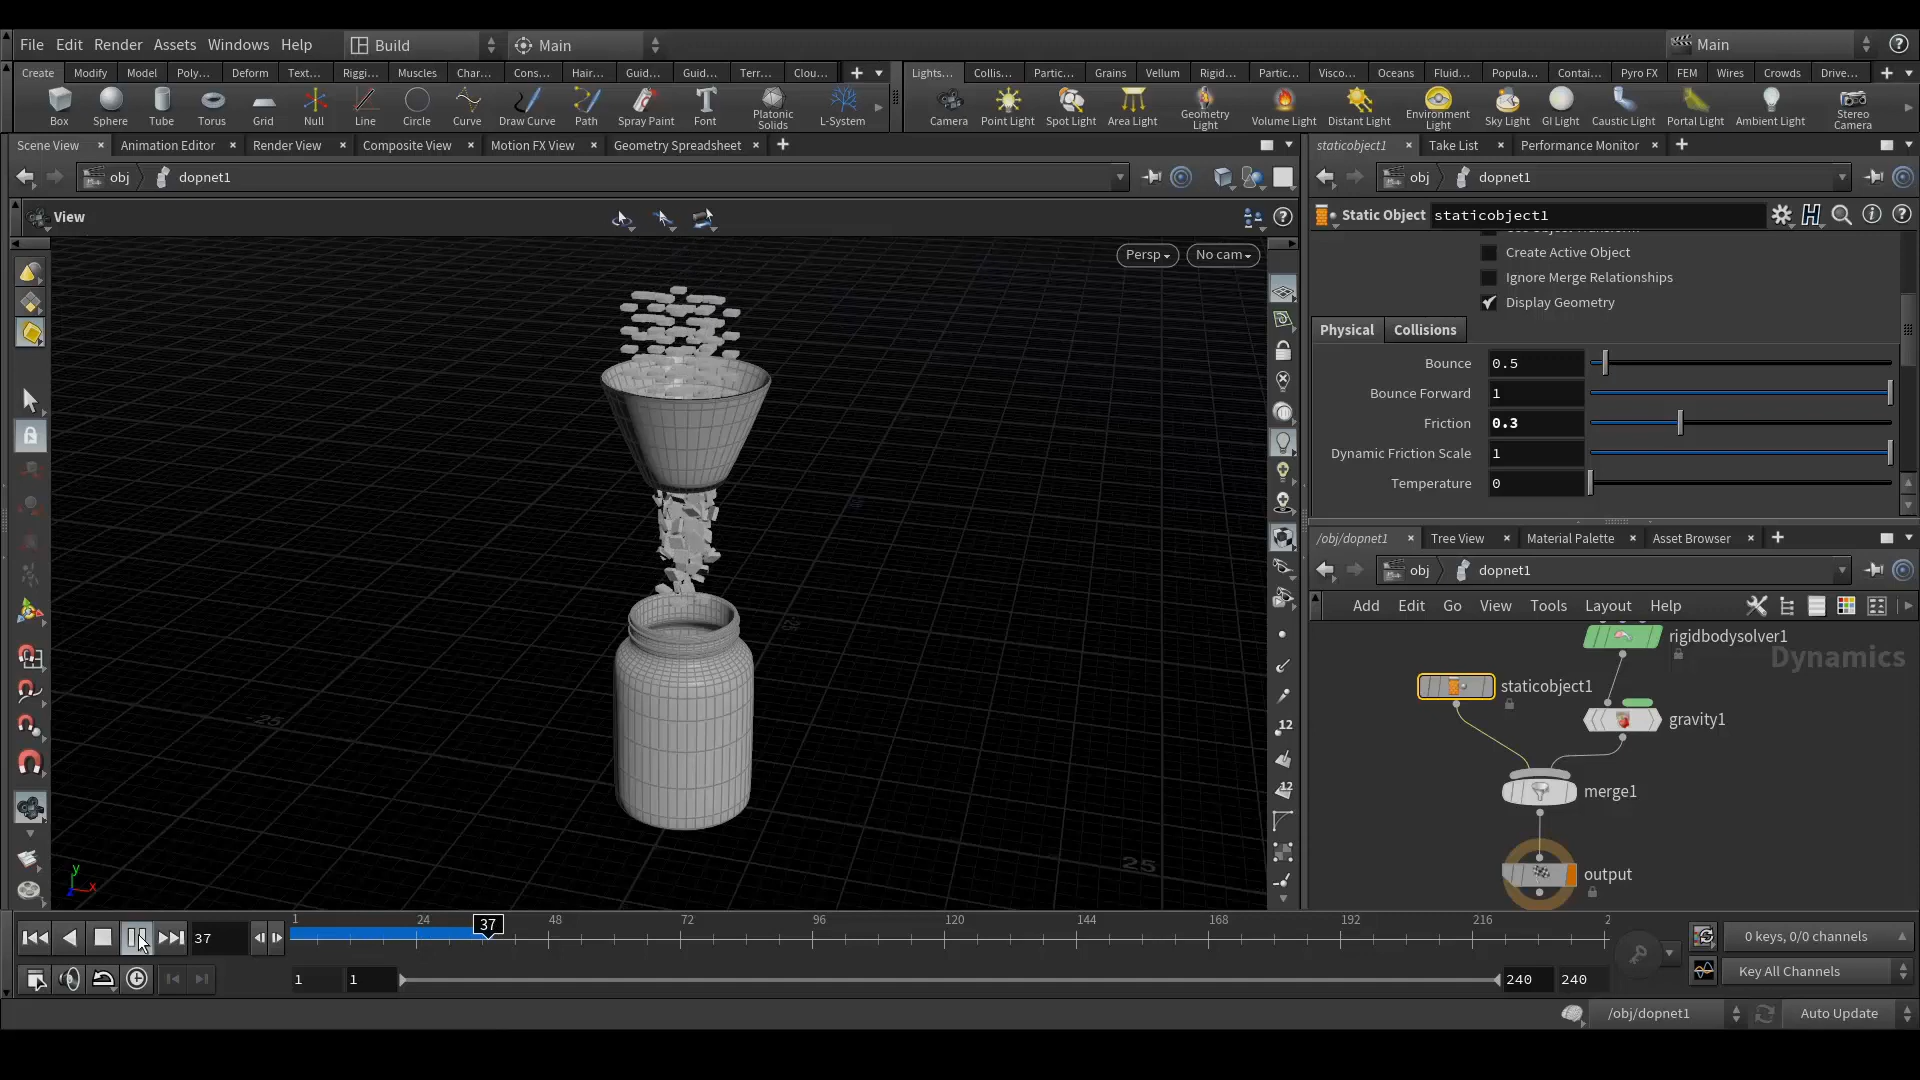 File Edit Render Assets Windows Help Build Main Main
Create Modify Model Poly... Deform Text... Riggi... Muscles Char... Cons... Hair... Guid... Guid... Terr... Clou... Lights... Collis... Partic... Grains Vellum Rigid... Partic... Visco... Oceans Fluid... Popula... Contai... Pyro FX FEM Wires Crowds Drive...
Box Sphere Tube Torus Grid Null Line Circle Curve Draw Curve Path Spray Paint Font Platonic Solids L-System Camera Point Light Spot Light Area Light Geometry Light Volume Light Distant Light Environment Light Sky Light GI Light Caustic Light Portal Light Ambient Light Stereo Camera
Scene View Animation Editor Render View Composite View Motion FX View Geometry Spreadsheet staticobject1 Take List Performance Monitor
obj dopnet1 obj dopnet1
View
Static Object staticobject1
Persp No cam
Create Active Object
Ignore Merge Relationships
Display Geometry
Physical Collisions
Bounce 0.5
Bounce Forward 1
Friction 0.3
Dynamic Friction Scale 1
Temperature 0
/obj/dopnet1 Tree View Material Palette Asset Browser
obj dopnet1
Add Edit Go View Tools Layout Help
rigidbodysolver1
Dynamics
staticobject1
gravity1
merge1
output
-25
25
25
12
12
y
x
1 24 37 48 72 96 120 144 168 192 216 2
37
0 keys, 0/0 channels
1 1 240 240 Key All Channels
/obj/dopnet1 Auto Update